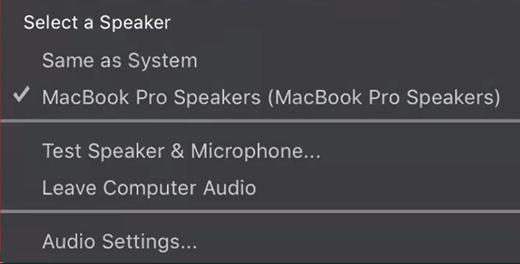 Select a Speaker
Same as System
MacBook Pro Speakers (MacBook Pro Speakers)
Test Speaker & Microphone...
Leave Computer Audio
Audio Settings...